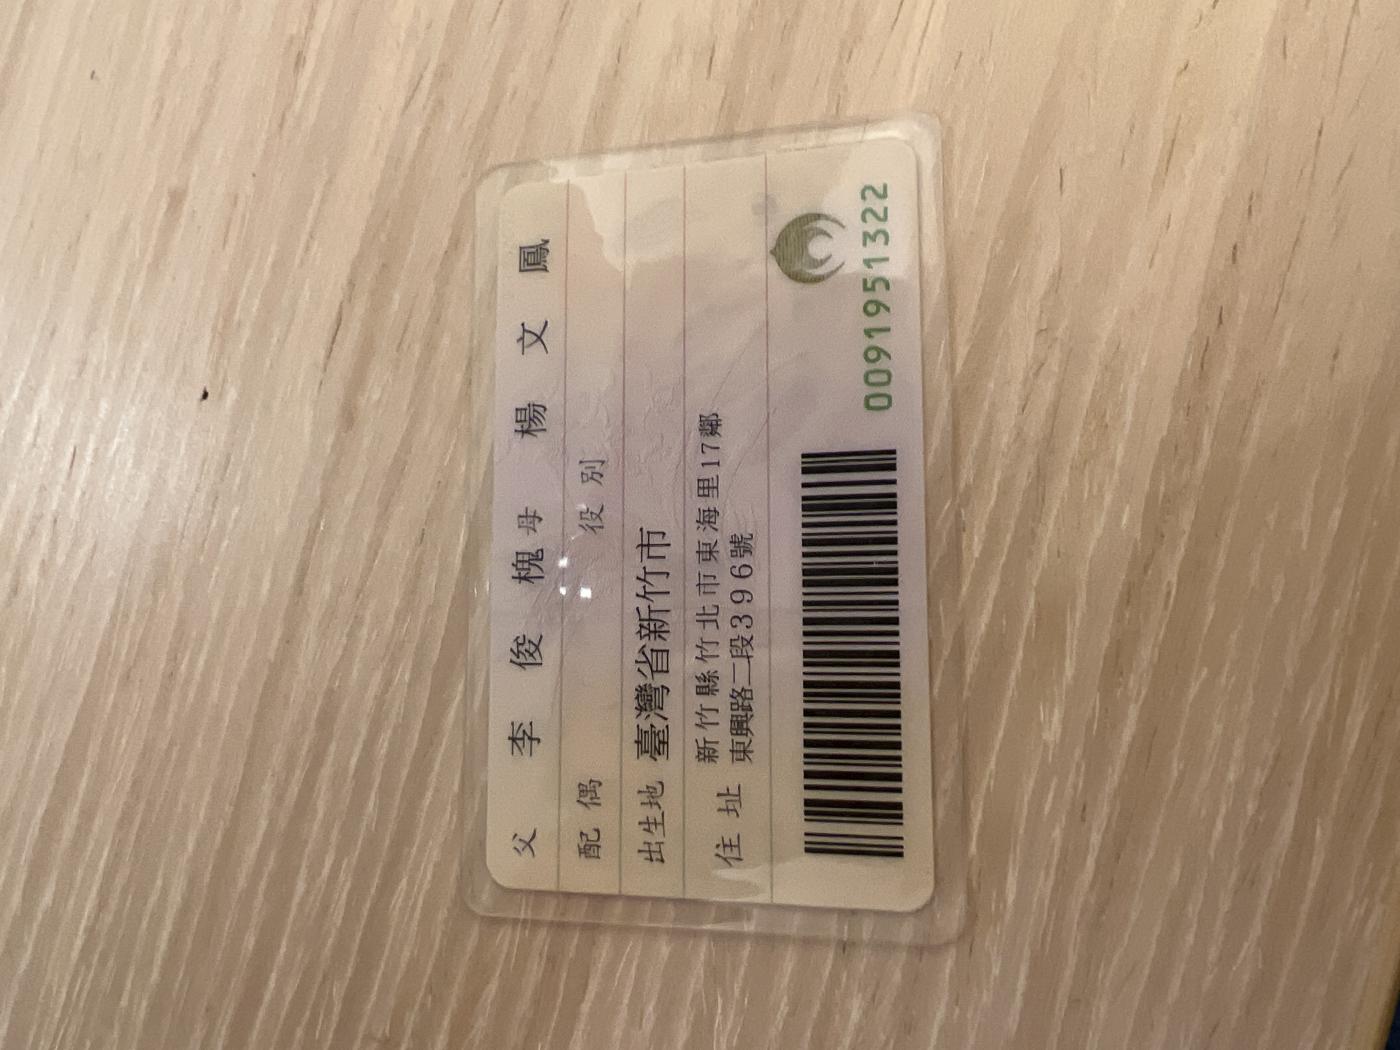 父 李俊槐 母 楊文鳳
配偶 役別
出生地 臺灣省新竹市
住址 新竹縣竹北市東海里17鄰
東興路二段396號
0091951322